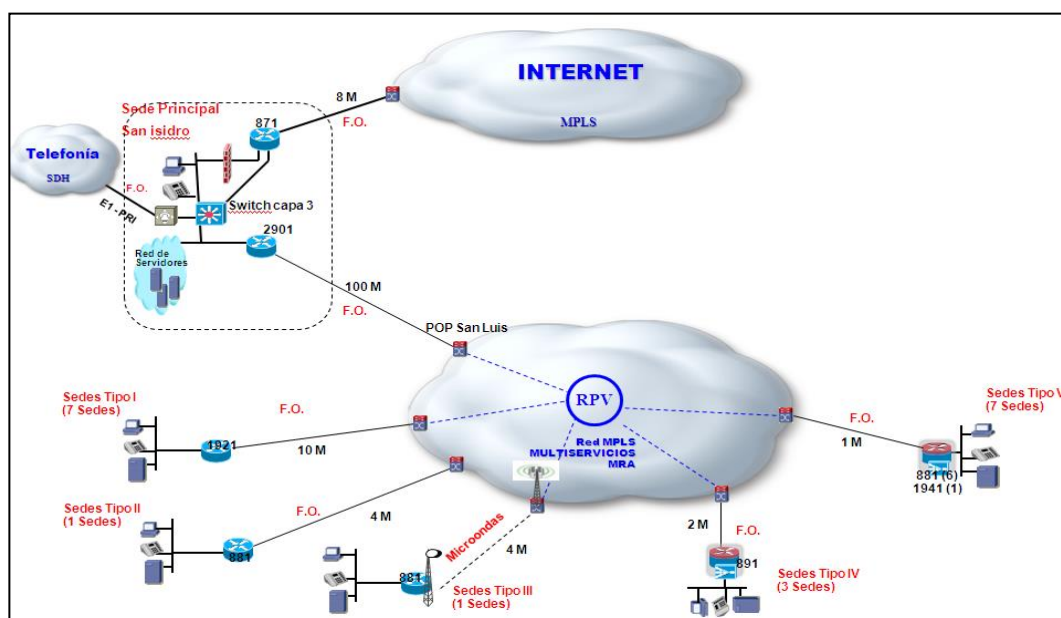 INTERNET
MPLS
8 M
F.O.
Sede Principal
San isidro
871
Telefonía
SDH
F.O.
E1 - PRI
Switch capa 3
2901
Red de
Servidores
100 M
F.O.
POP San Luis
RPV
Red MPLS
MULTISERVICIOS
MRA
Sedes Tipo I
(7 Sedes)
F.O.
1921
10 M
Sedes Tipo V
(7 Sedes)
F.O.
1 M
881 (6)
1941 (1)
Sedes Tipo II
(1 Sedes)
F.O.
4 M
881
Microondas
4 M
881
Sedes Tipo III
(1 Sedes)
2 M
F.O.
891
Sedes Tipo IV
(3 Sedes)